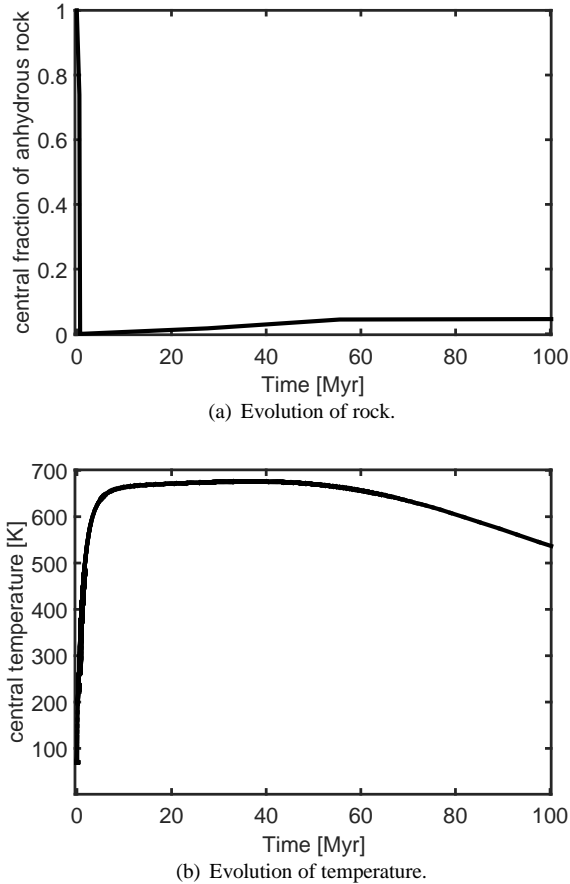 central fraction of anhydrous rock
1
0.8
0.6
0.4
0.2
0
0 20 40 60 80 100
Time [Myr]
(a) Evolution of rock.
central temperature [K]
700
600
500
400
300
200
100
0 20 40 60 80 100
Time [Myr]
(b) Evolution of temperature.